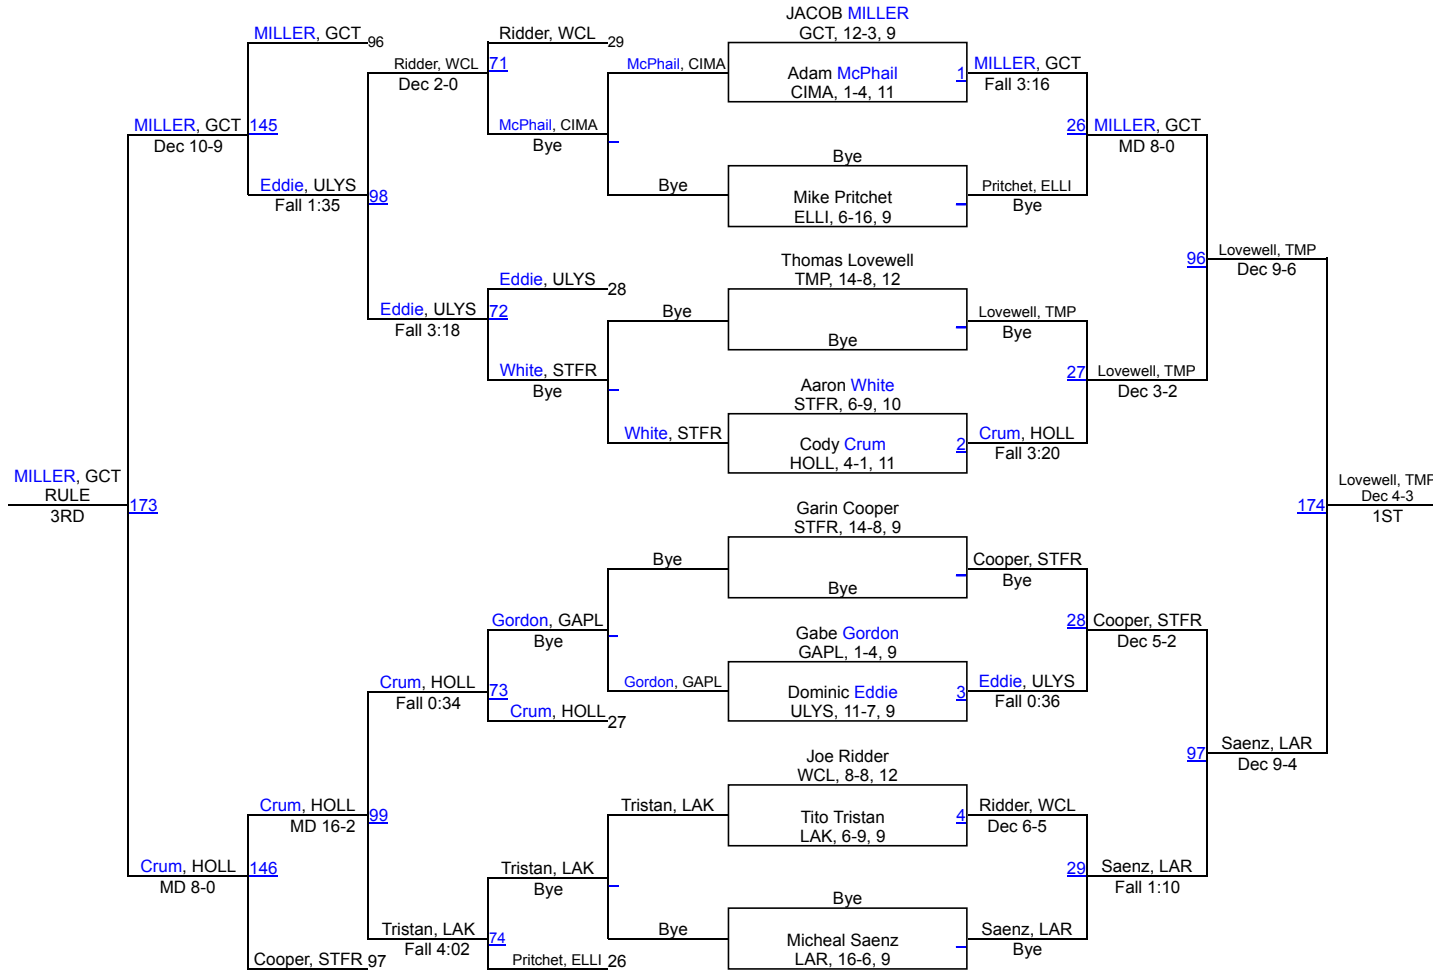 JACOB MILLER
GCT, 12-3, 9
MILLER, GCT
96
Ridder, WCL
29
Ridder, WCL
71
Dec 2-0
McPhail, CIMA
Adam McPhail
CIMA, 1-4, 11
1
MILLER, GCT
Fall 3:16
MILLER, GCT
145
Dec 10-9
McPhail, CIMA
Bye
26
MILLER, GCT
MD 8-0
Bye
Eddie, ULYS
98
Fall 1:35
Bye
Mike Pritchet
ELLI, 6-16, 9
Pritchet, ELLI
Bye
Thomas Lovewell
TMP, 14-8, 12
96
Lovewell, TMP
Dec 9-6
Eddie, ULYS
28
Eddie, ULYS
72
Fall 3:18
Bye
Bye
Lovewell, TMP
Bye
White, STFR
Bye
Aaron White
STFR, 6-9, 10
27
Lovewell, TMP
Dec 3-2
White, STFR
Cody Crum
HOLL, 4-1, 11
2
Crum, HOLL
Fall 3:20
MILLER, GCT
RULE
3RD
173
Garin Cooper
STFR, 14-8, 9
174
Lovewell, TMP
Dec 4-3
1ST
Bye
Bye
Cooper, STFR
Bye
Gordon, GAPL
Bye
Gabe Gordon
GAPL, 1-4, 9
28
Cooper, STFR
Dec 5-2
Crum, HOLL
73
Fall 0:34
Gordon, GAPL
Dominic Eddie
ULYS, 11-7, 9
3
Eddie, ULYS
Fall 0:36
Crum, HOLL
27
Joe Ridder
WCL, 8-8, 12
97
Saenz, LAR
Dec 9-4
Crum, HOLL
99
MD 16-2
Tristan, LAK
Tito Tristan
LAK, 6-9, 9
4
Ridder, WCL
Dec 6-5
Crum, HOLL
146
MD 8-0
Tristan, LAK
Bye
29
Saenz, LAR
Fall 1:10
Bye
Tristan, LAK
74
Fall 4:02
Bye
Micheal Saenz
LAR, 16-6, 9
Saenz, LAR
Bye
Cooper, STFR
97
Pritchet, ELLI
26